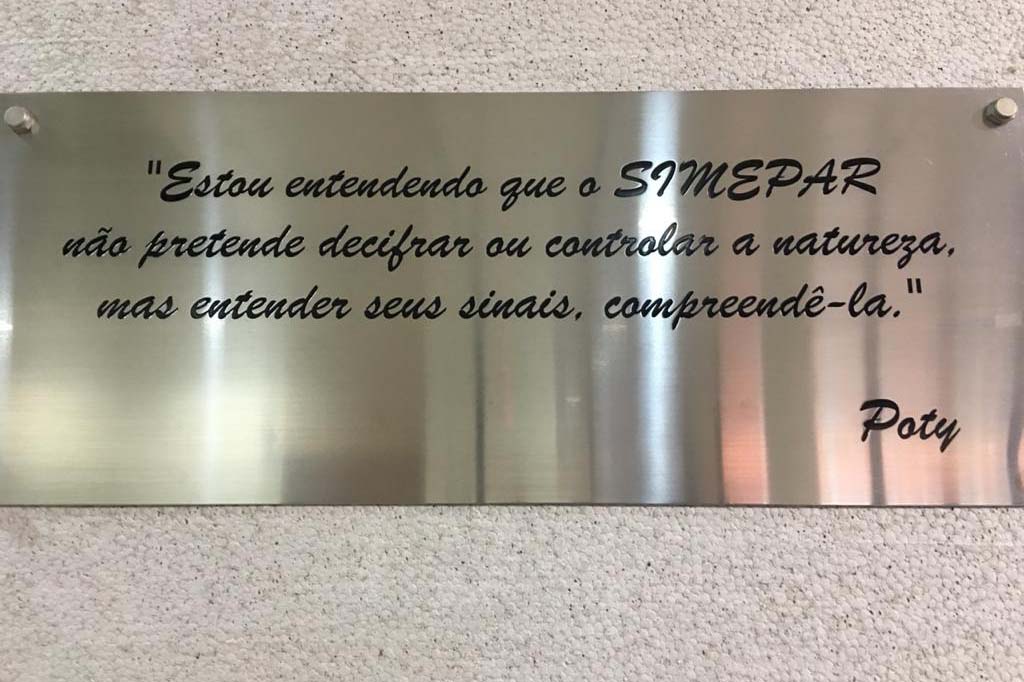 "Estou entendendo que o SIMEPAR
não pretende decifrar ou controlar a natureza,
mas entender seus sinais, compreendê-la."
Poty